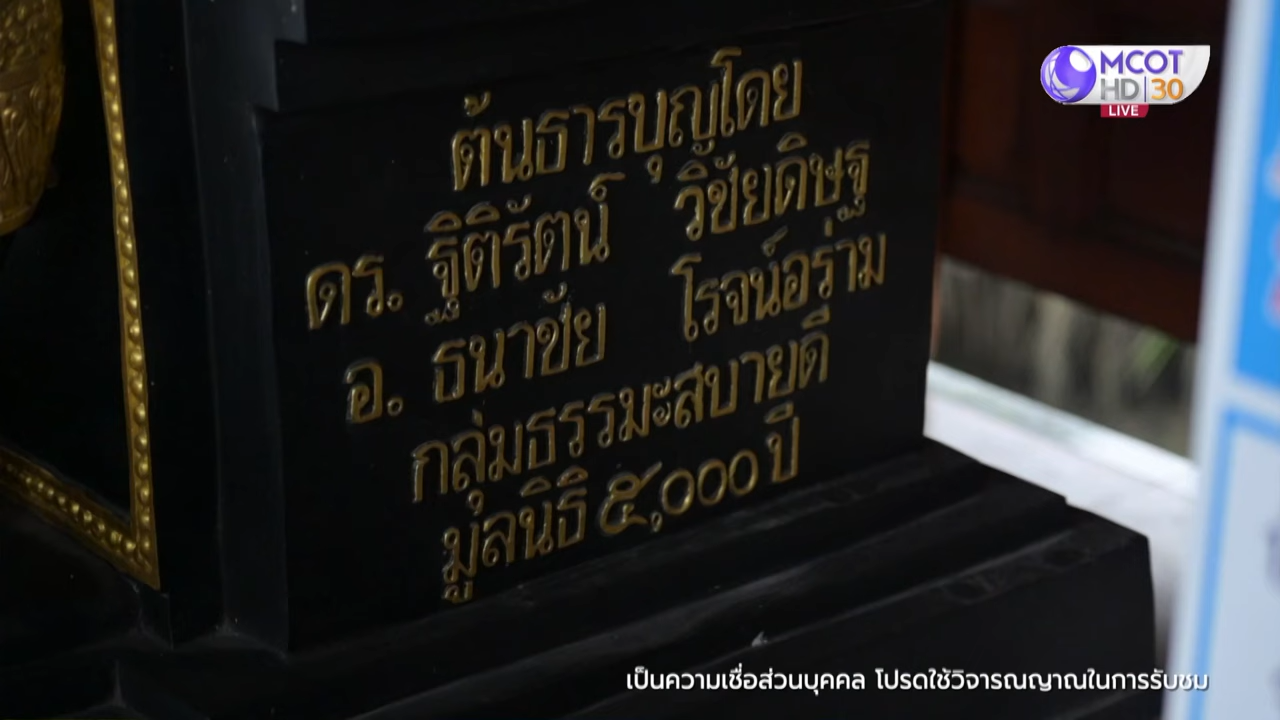 MCOT
HD 30
LIVE
ต้นธารบุญโดย
ดร. ฐิติรัตน์ วิชัยดิษฐ
อ. ธนาชัย โรจน์อร่าม
กลุ่มธรรมะสบายดี
มูลนิธิ ๕,๐๐๐ ปี
เป็นความเชื่อส่วนบุคคล โปรดใช้วิจารณญาณในการรับชม